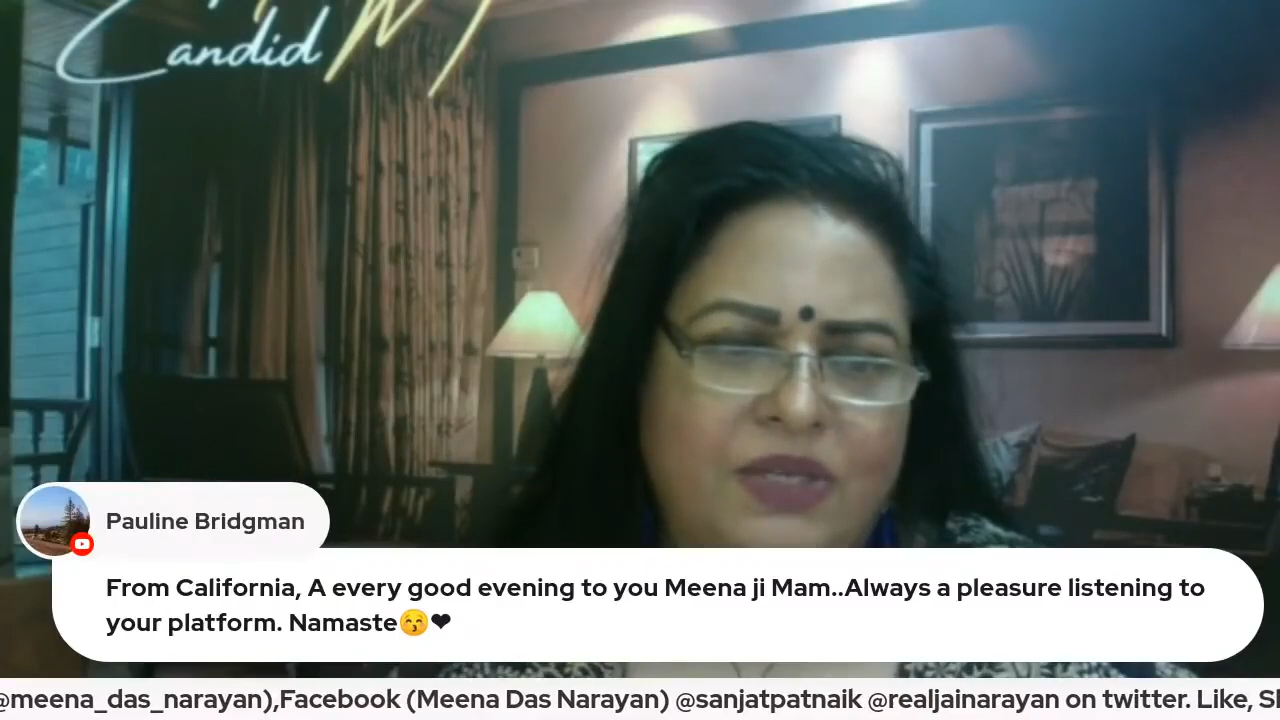 Candid
Pauline Bridgman
From California, A every good evening to you Meena ji Mam..Always a pleasure listening to
your platform. Namaste😚❤
@meena_das_narayan),Facebook (Meena Das Narayan) @sanjatpatnaik @realjainarayan on twitter. Like,